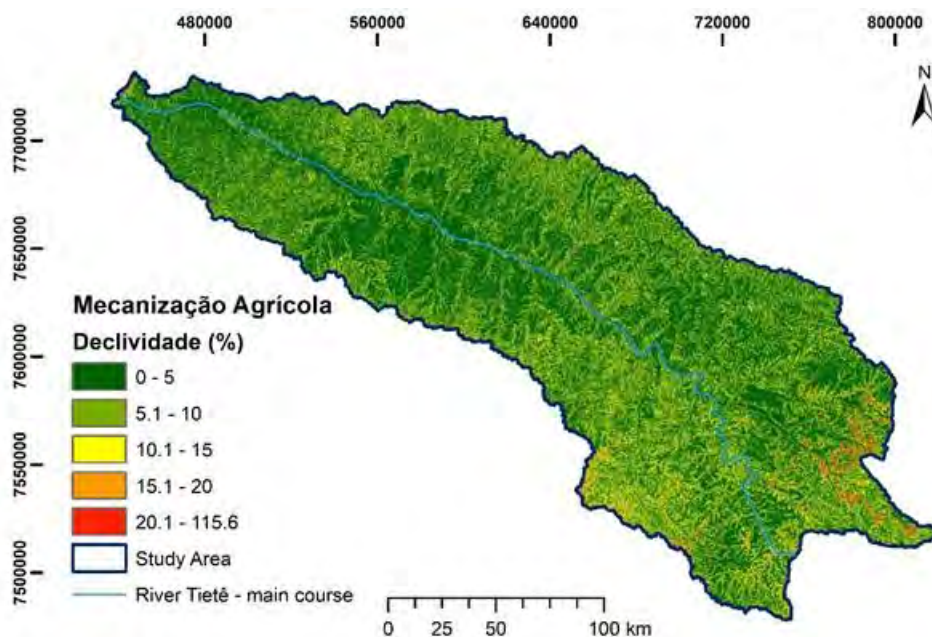 480000 560000 640000 720000 800000
N
7700000
7650000
7600000
7550000
7500000
Mecanização Agrícola
Declividade (%)
0 - 5
5.1 - 10
10.1 - 15
15.1 - 20
20.1 - 115.6
Study Area
River Tietê - main course
0 25 50 100 km